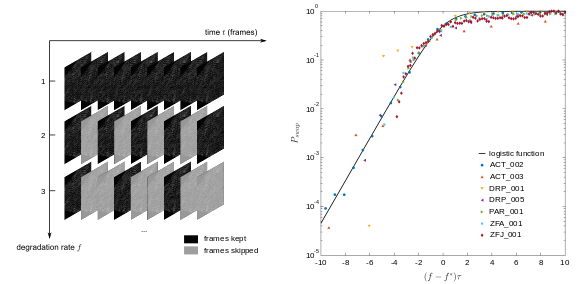 time t (frames)
1
2
3
...
degradation rate f
frames kept
frames skipped
10^0
10^-1
10^-2
10^-3
10^-4
10^-5
P_swap
logistic function
ACT_002
ACT_003
DRP_001
DRP_005
PAR_001
ZFA_001
ZFJ_001
-10 -8 -6 -4 -2 0 2 4 6 8 10
(f − f*)τ